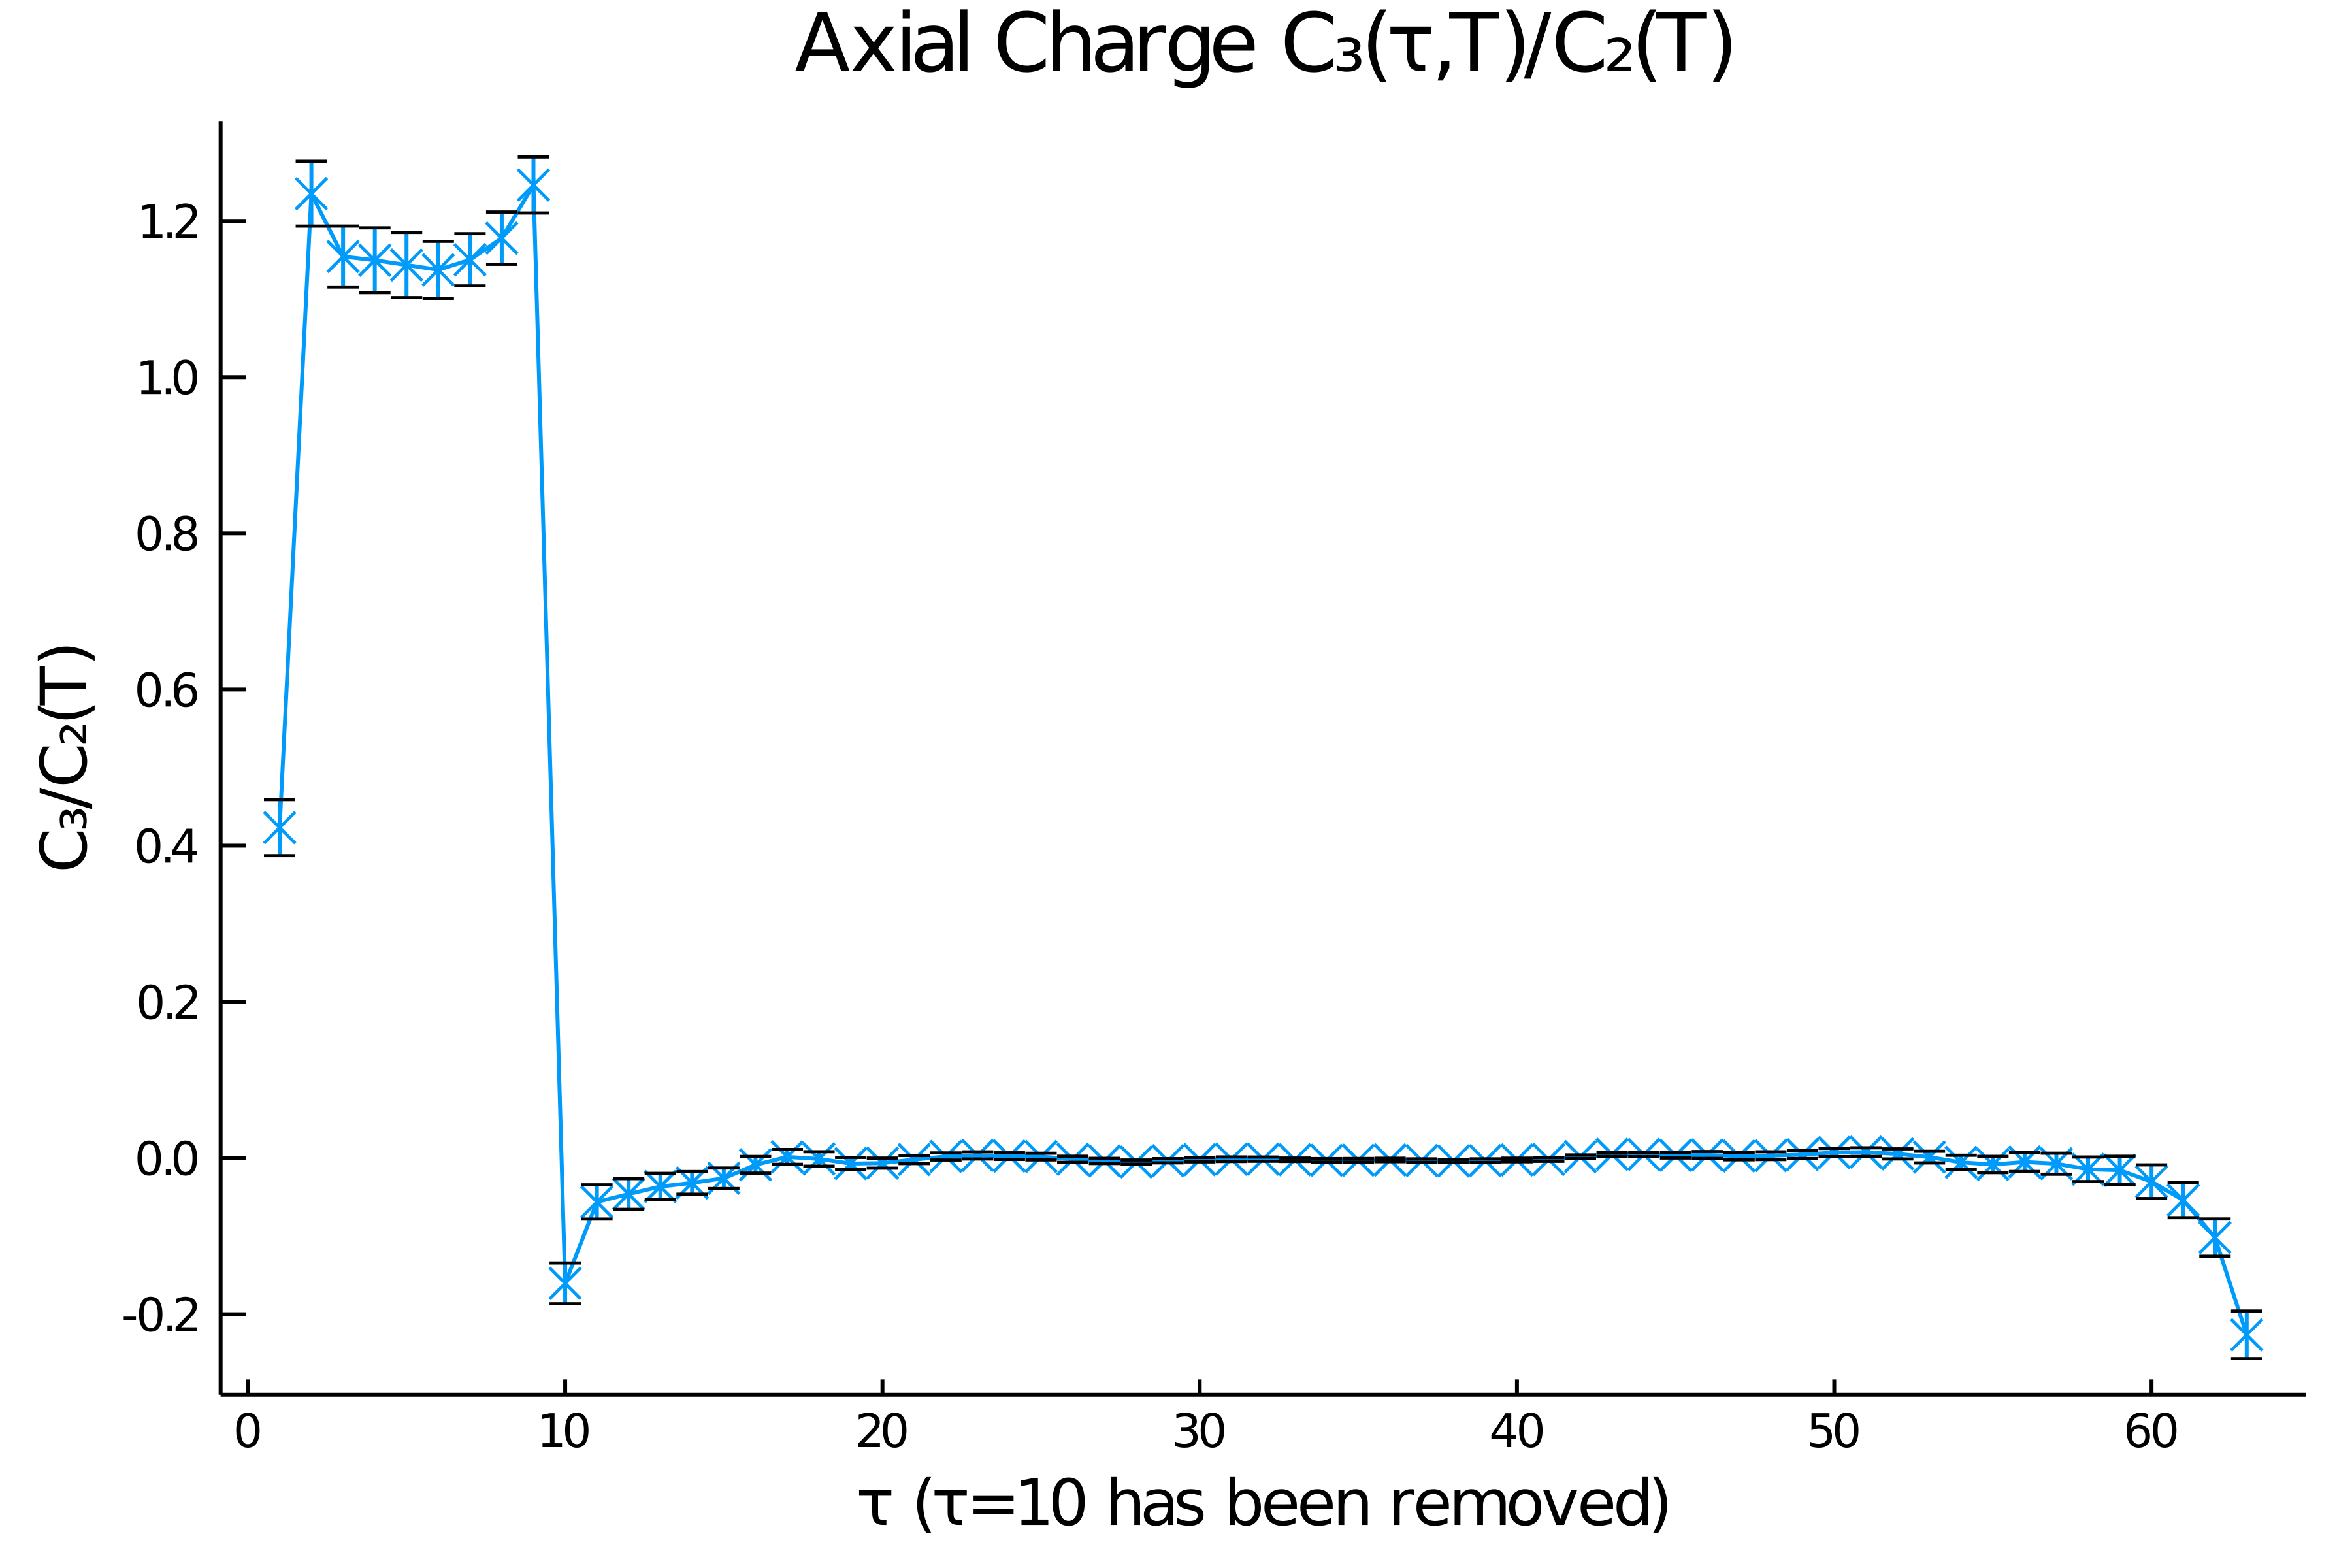 Axial Charge C₃(τ,T)/C₂(T)
C₃/C₂(T)
1.2
1.0
0.8
0.6
0.4
0.2
0.0
-0.2
0 10 20 30 40 50 60
τ (τ=10 has been removed)